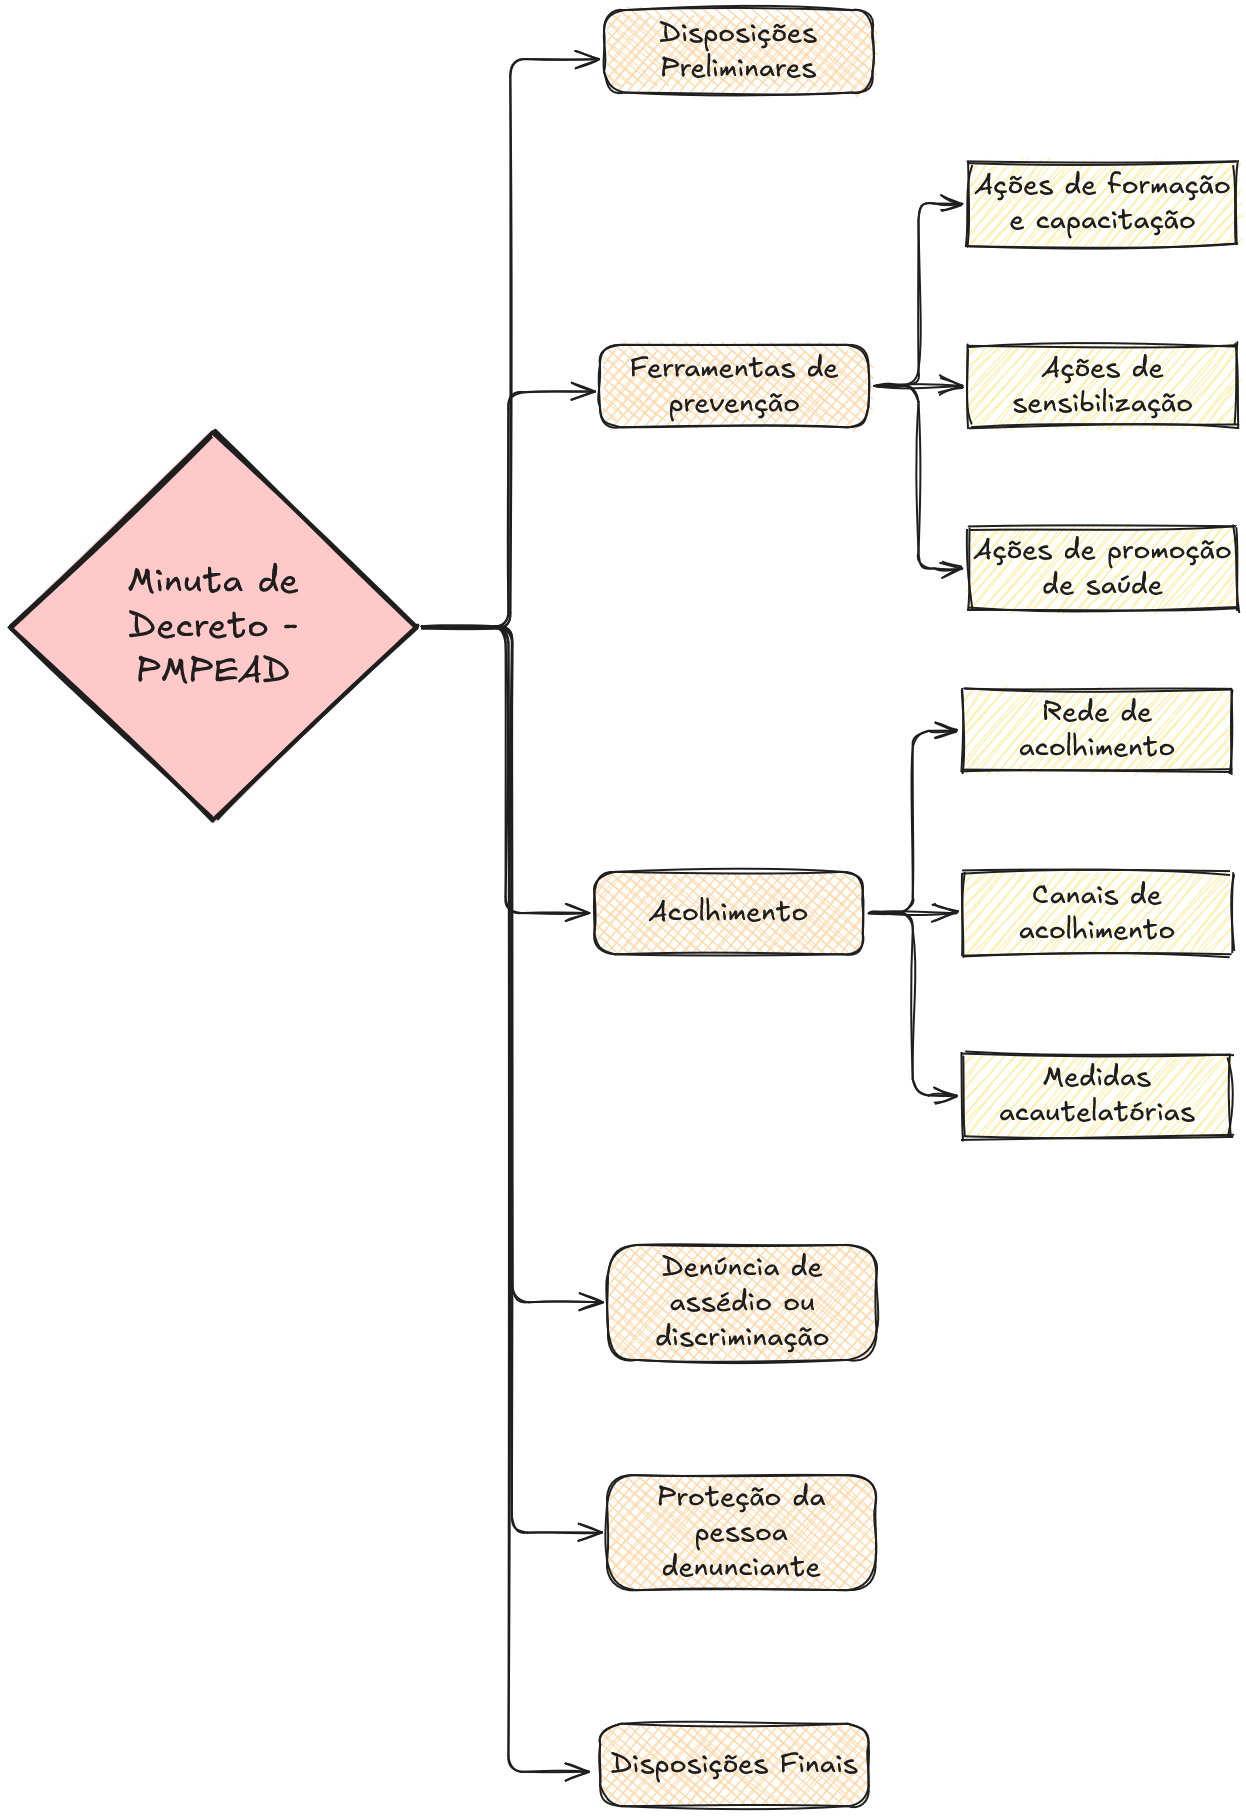 Disposições
Preliminares
Ações de formação
e capacitação
Ferramentas de
prevenção
Ações de
sensibilização
Ações de promoção
de saúde
Minuta de
Decreto -
PMPEAD
Rede de
acolhimento
Acolhimento
Canais de
acolhimento
Medidas
acautelatórias
Denúncia de
assédio ou
discriminação
Proteção da
pessoa
denunciante
Disposições Finais